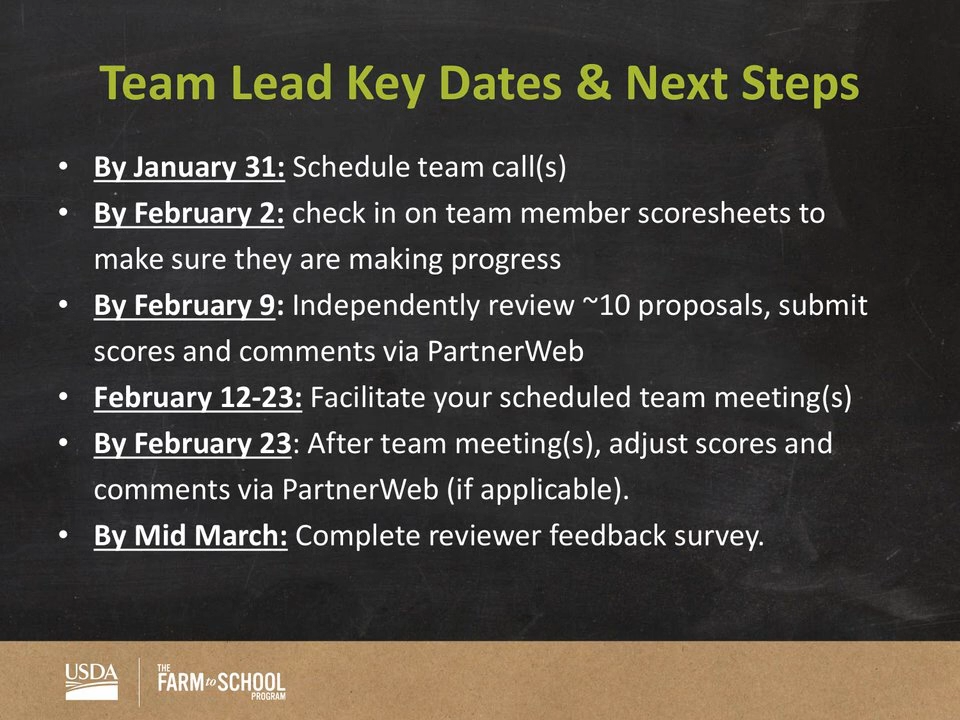 Team Lead Key Dates & Next Steps
• By January 31: Schedule team call(s)
• By February 2: check in on team member scoresheets to
make sure they are making progress
• By February 9: Independently review ~10 proposals, submit
scores and comments via PartnerWeb
• February 12-23: Facilitate your scheduled team meeting(s)
• By February 23: After team meeting(s), adjust scores and
comments via PartnerWeb (if applicable).
• By Mid March: Complete reviewer feedback survey.
USDA
THE
FARM to SCHOOL
PROGRAM